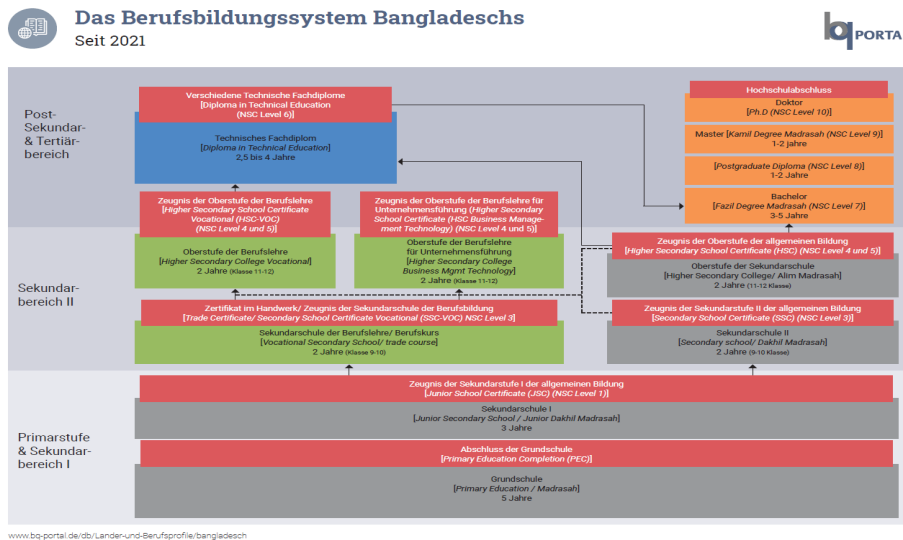 Das Berufsbildungssystem Bangladeschs
Seit 2021
bq PORTA
Post-
Sekundar-
& Tertiär-
bereich
Verschiedene Technische Fachdiplome
[Diploma in Technical Education
(NSC Level 6)]
Technisches Fachdiplom
[Diploma in Technical Education]
2,5 bis 4 Jahre
Hochschulabschluss
Doktor
[Ph.D (NSC Level 10)]
Master [Kamil Degree Madrasah (NSC Level 9)]
1-2 jahre
[Postgraduate Diploma (NSC Level 8)]
1-2 Jahre
Bachelor
[Fazil Degree Madrasah (NSC Level 7)]
3-5 Jahre
Zeugnis der Oberstufe der Berufslehre
[Higher Secondary School Certificate
Vocational (HSC-VOC)
(NSC Level 4 und 5)]
Zeugnis der Oberstufe der Berufslehre für
Unternehmensführung (Higher Secondary
School Certificate (HSC Business Manage-
ment Technology) (NSC Level 4 und 5)]
Sekundar-
bereich II
Oberstufe der Berufslehre
[Higher Secondary College Vocational]
2 Jahre (Klasse 11-12)
Oberstufe der Berufslehre
für Unternehmensführung
[Higher Secondary College
Business Mgmt Technology]
2 Jahre (Klasse 11-12)
Zeugnis der Oberstufe der allgemeinen Bildung
[Higher Secondary School Certificate (HSC) (NSC Level 4 und 5)]
Oberstufe der Sekundarschule
[Higher Secondary College/ Alim Madrasah]
2 Jahre (11-12 Klasse)
Zertifikat im Handwerk/ Zeugnis der Sekundarschule der Berufsbildung
[Trade Certificate/ Secondary School Certificate Vocational (SSC-VOC) NSC Level 3]
Sekundarschule der Berufslehre/ Berufskurs
[Vocational Secondary School/ trade course]
2 Jahre (Klasse 9-10)
Zeugnis der Sekundarstufe II der allgemeinen Bildung
[Secondary School Certificate (SSC) (NSC Level 3)]
Sekundarschule II
[Secondary school/ Dakhil Madrasah]
2 Jahre (9-10 Klasse)
Primarstufe
& Sekundar-
bereich I
Zeugnis der Sekundarstufe I der allgemeinen Bildung
[Junior School Certificate (JSC) (NSC Level 1)]
Sekundarschule I
[Junior Secondary School / Junior Dakhil Madrasah]
3 Jahre
Abschluss der Grundschule
[Primary Education Completion (PEC)]
Grundschule
[Primary Education / Madrasah]
5 Jahre
www.bq-portal.de/db/Lander-und-Berufsprofile/bangladesch